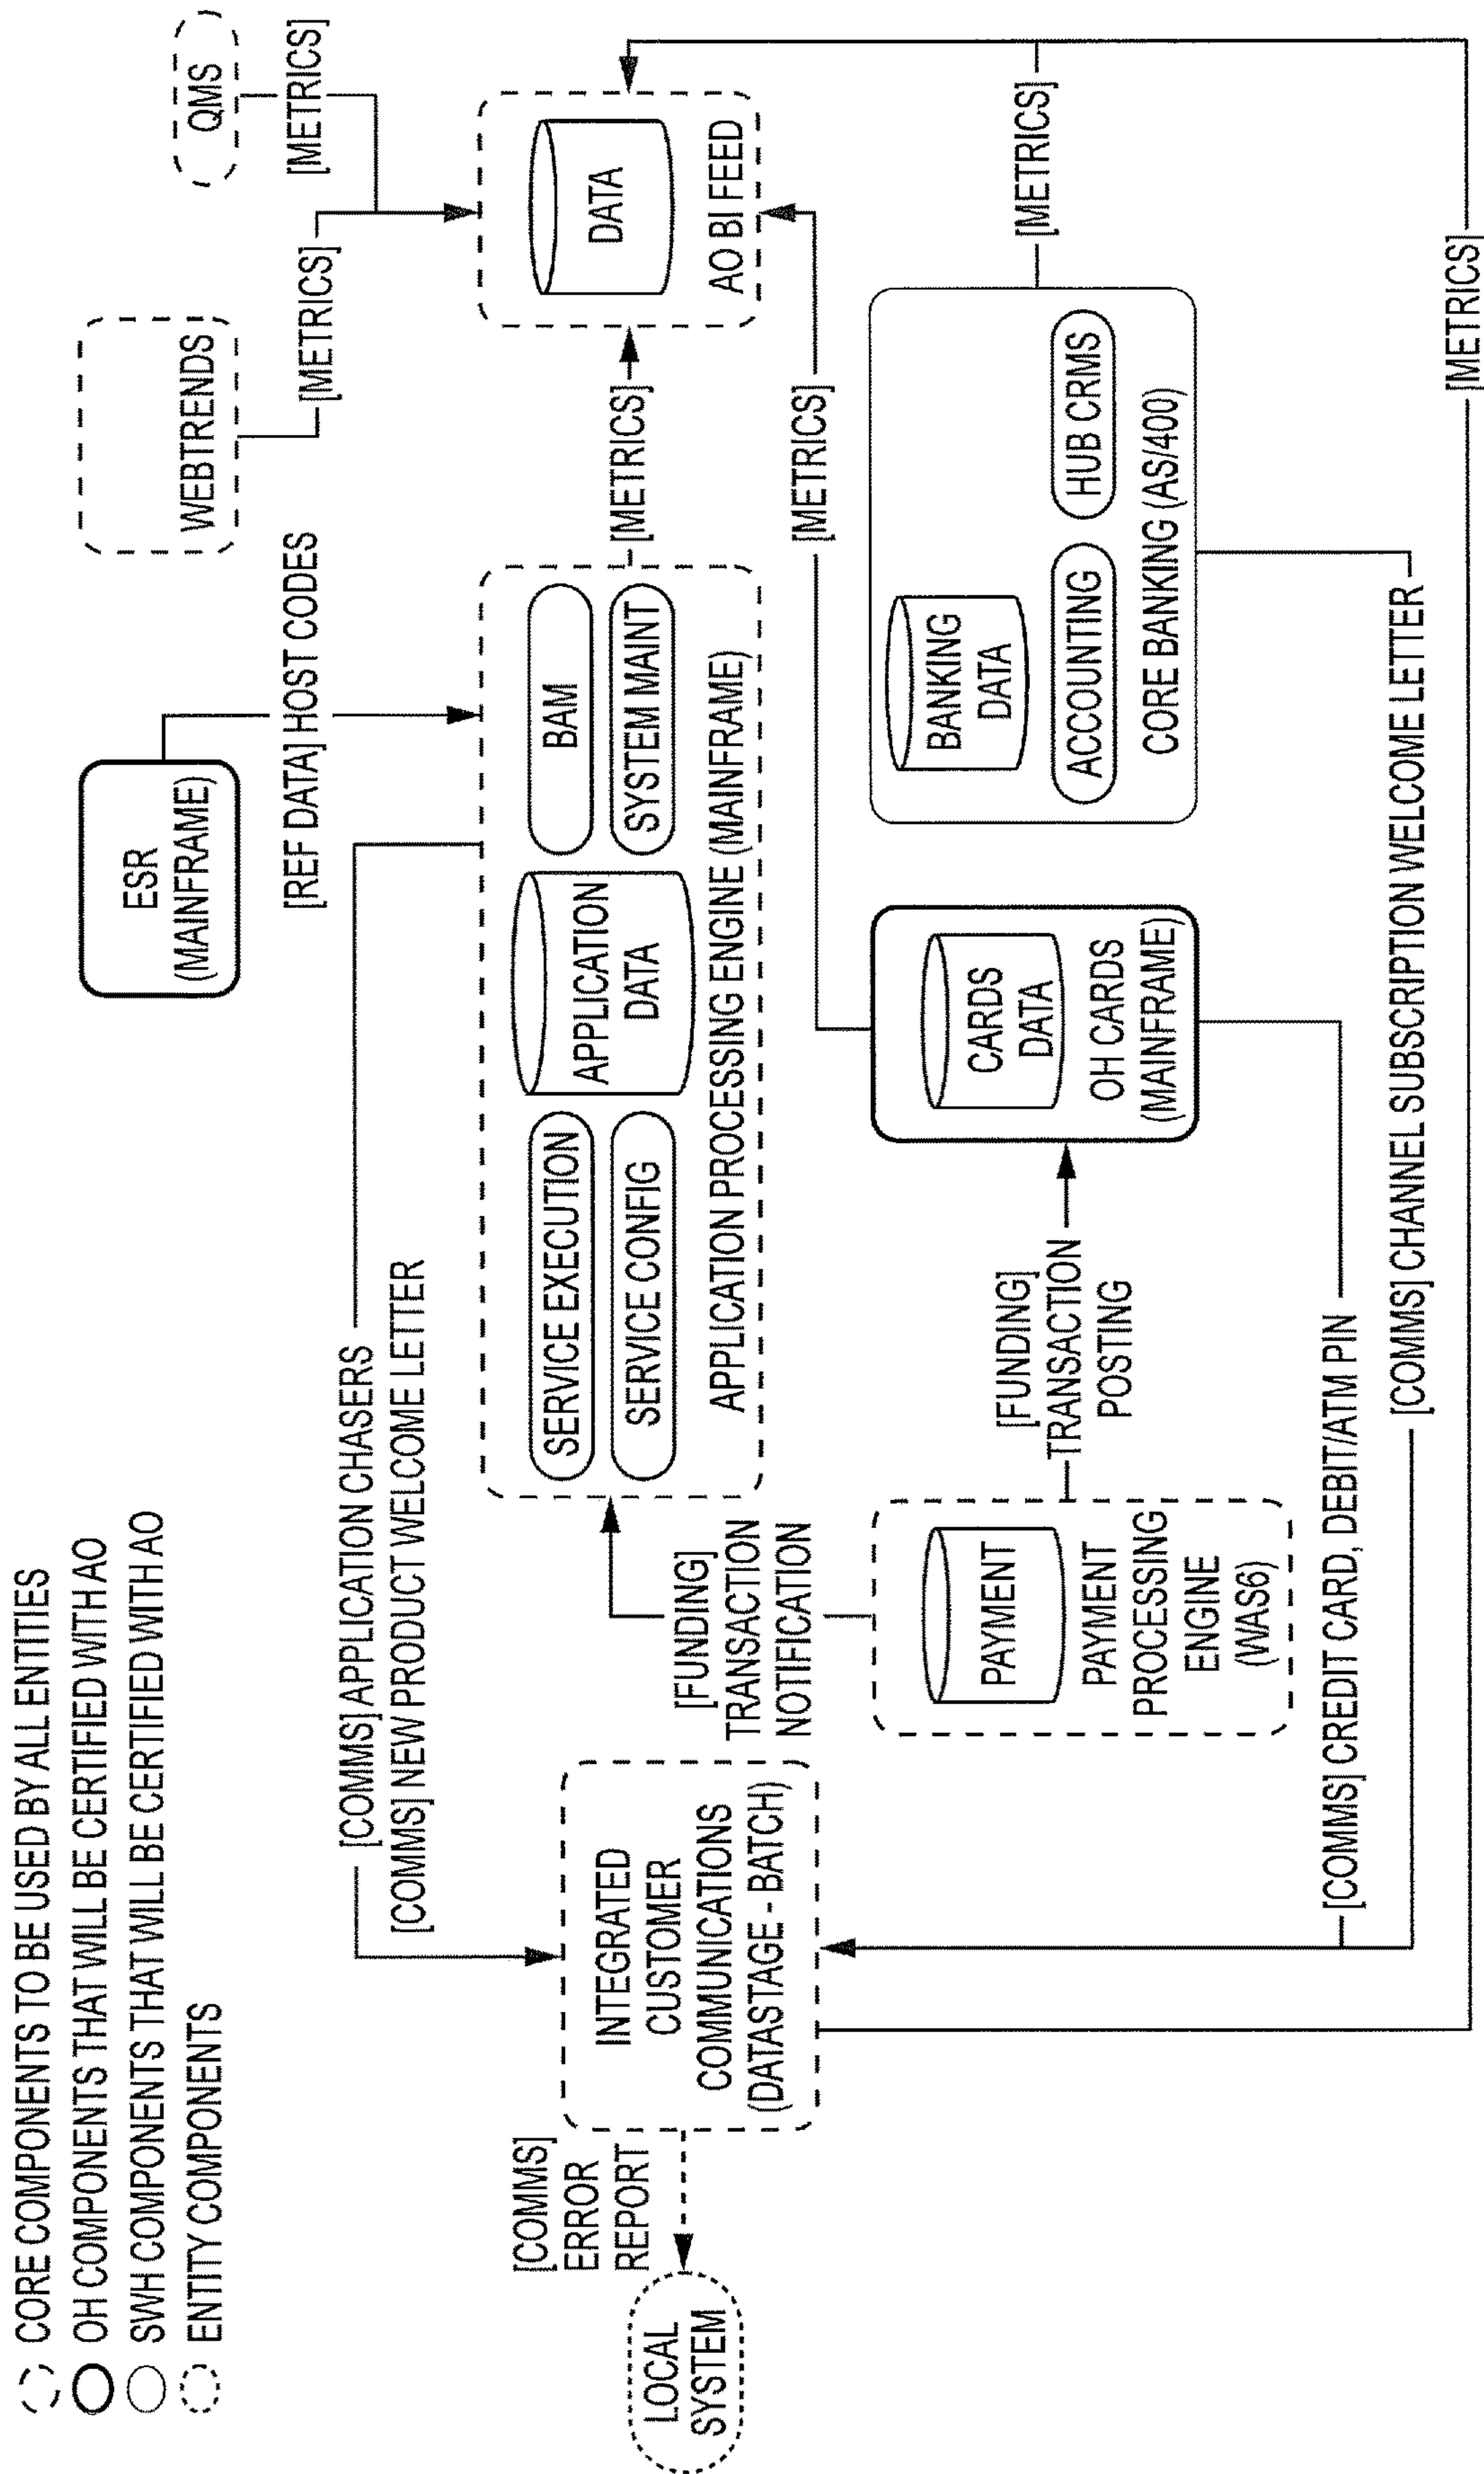 CORE COMPONENTS TO BE USED BY ALL ENTITIES
OH COMPONENTS THAT WILL BE CERTIFIED WITH AO
SWH COMPONENTS THAT WILL BE CERTIFIED WITH AO
ENTITY COMPONENTS
ESR
(MAINFRAME)
WEBTRENDS
QMS
[METRICS]
[METRICS]
[REF DATA] HOST CODES
[COMMS] APPLICATION CHASERS
[COMMS] NEW PRODUCT WELCOME LETTER
LOCAL
SYSTEM
[COMMS]
ERROR
REPORT
INTEGRATED
CUSTOMER
COMMUNICATIONS
(DATASTAGE - BATCH)
[FUNDING]
TRANSACTION
NOTIFICATION
SERVICE EXECUTION
SERVICE CONFIG
APPLICATION
DATA
BAM
SYSTEM MAINT
APPLICATION PROCESSING ENGINE (MAINFRAME)
[METRICS]
DATA
AO BI FEED
[METRICS]
PAYMENT
PAYMENT
PROCESSING
ENGINE
(WAS6)
[FUNDING]
TRANSACTION
POSTING
CARDS
DATA
OH CARDS
(MAINFRAME)
BANKING
DATA
ACCOUNTING
HUB CRMS
CORE BANKING (AS/400)
[METRICS]
[COMMS] CREDIT CARD, DEBIT/ATM PIN
[COMMS] CHANNEL SUBSCRIPTION WELCOME LETTER
[METRICS]